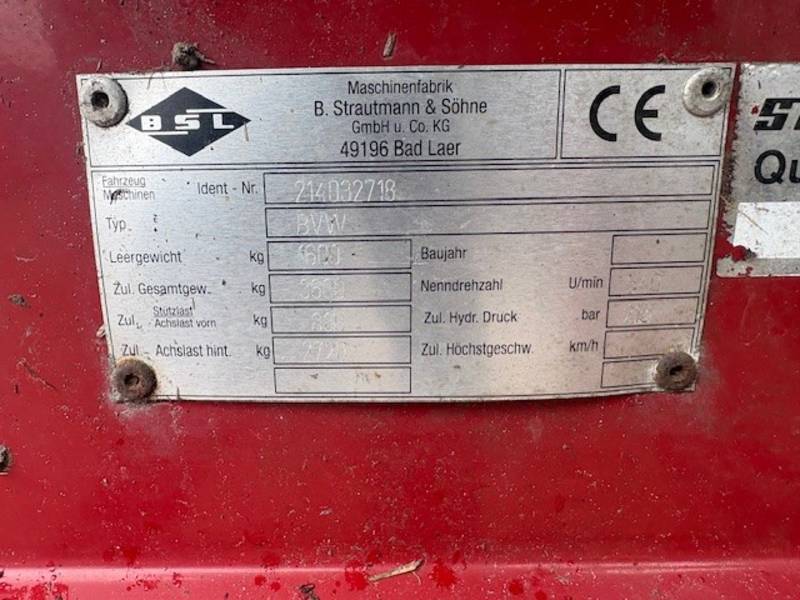 BSL
Maschinenfabrik
B. Strautmann & Söhne
GmbH u. Co. KG
49196 Bad Laer
CE
Fahrzeug
Maschinen
Ident - Nr. 214032718
Typ BVW
Leergewicht kg 1600
Baujahr
Zul. Gesamtgew. kg
Nenndrehzahl U/min
Zul. Stützlast
Achslast vorn kg
Zul. Hydr. Druck bar
Zul. - Achslast hint. kg
Zul. Höchstgeschw. km/h